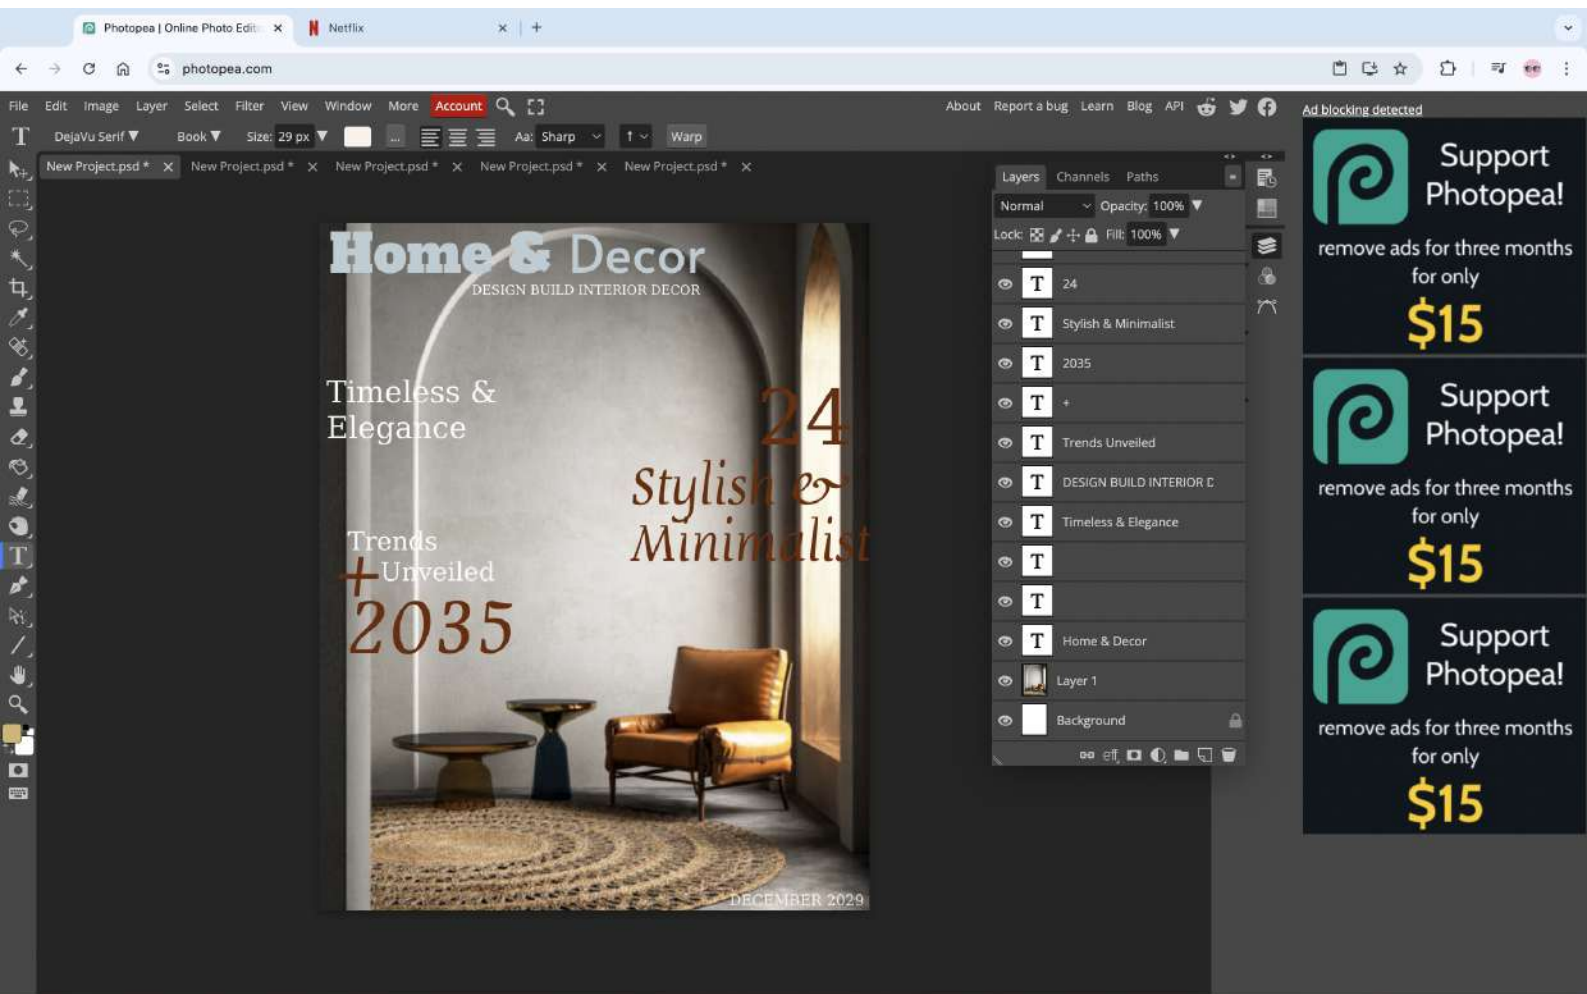 Photopea | Online Photo Edit
Netflix
photopea.com
File Edit Image Layer Select Filter View Window More Account
About Report a bug Learn Blog API
Ad blocking detected
T DejaVu Serif Book Size: 29 px ... Aa: Sharp Warp
New Project.psd * New Project.psd * New Project.psd * New Project.psd * New Project.psd *
Home & Decor
DESIGN BUILD INTERIOR DECOR
Timeless &
Elegance
24
Stylish &
Minimalist
Trends
+Unveiled
2035
DECEMBER 2029
Layers Channels Paths
Normal Opacity: 100%
Lock: Fill: 100%
T 24
T Stylish & Minimalist
T 2035
T +
T Trends Unveiled
T DESIGN BUILD INTERIOR D
T Timeless & Elegance
T
T
T Home & Decor
Layer 1
Background
eff
Support
Photopea!
remove ads for three months
for only
$15
Support
Photopea!
remove ads for three months
for only
$15
Support
Photopea!
remove ads for three months
for only
$15